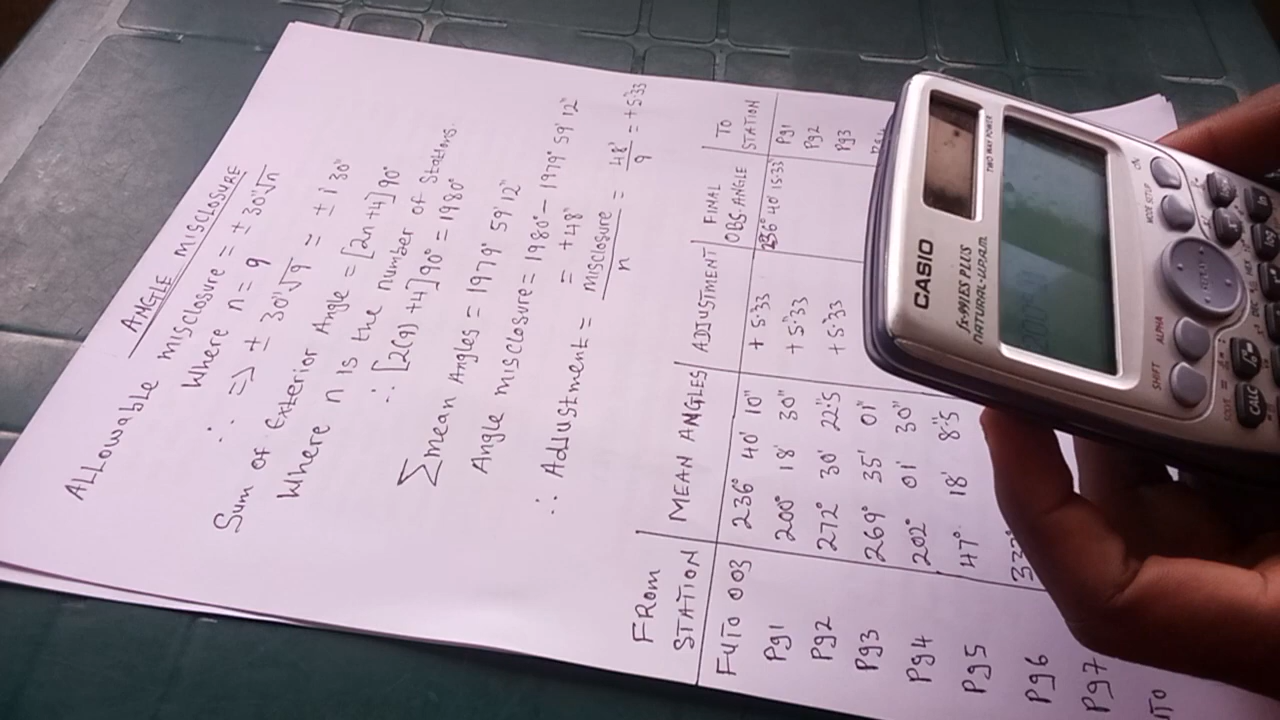 ANGLE MISCLOSURE
Allowable misclosure = ± 30"√n
Where n = 9
∴ => ± 30"√9 = ± 1' 30"
Sum of Exterior Angle = [2n+4] 90°
Where n is the number of Stations.
∴ [2(9) +4] 90° = 1980°
∑mean Angles = 1979° 59' 12"
Angle misclosure = 1980° - 1979° 59' 12"
= +48"
∴ Addustment = misclosure / n = 48" / 9 = +5.33
FROM STATION | MEAN ANGLES | ADJUSTMENT | FINAL OBS. ANGLE | TO STATION
FUTO 003 236° 40' 10" +5".33 236° 40' 15.33" Pg1
Pg1 200° 18' 30" +5".33 Pg2
Pg2 272° 30' 22".5 +5".33 Pg3
Pg3 269° 35' 01"
Pg4 202° 01' 30"
Pg5 47° 18' 8".5
Pg6
Pg7
CASIO
fx-991ES PLUS
NATURAL-V.P.A.M.
TWO WAY POWER
SHIFT ALPHA REPLAY MODE SETUP ON
CALC